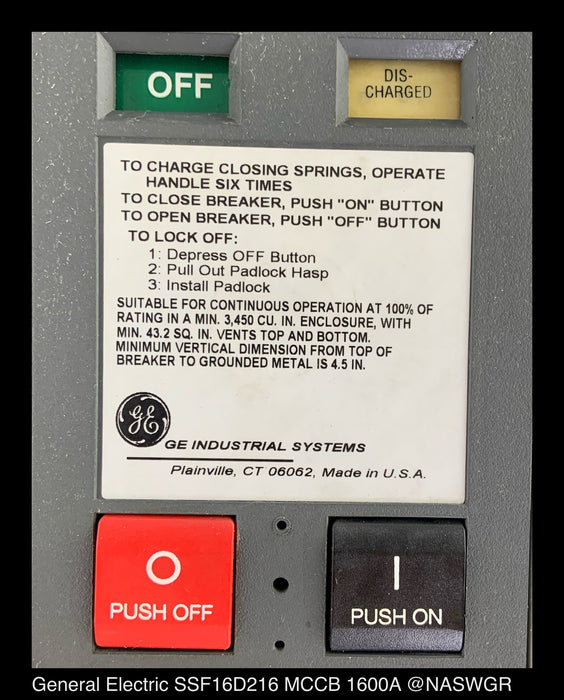 OFF
DIS-
CHARGED
TO CHARGE CLOSING SPRINGS, OPERATE
HANDLE SIX TIMES
TO CLOSE BREAKER, PUSH "ON" BUTTON
TO OPEN BREAKER, PUSH "OFF" BUTTON
TO LOCK OFF:
1: Depress OFF Button
2: Pull Out Padlock Hasp
3: Install Padlock
SUITABLE FOR CONTINUOUS OPERATION AT 100% OF
RATING IN A MIN. 3,450 CU. IN. ENCLOSURE, WITH
MIN. 43.2 SQ. IN. VENTS TOP AND BOTTOM.
MINIMUM VERTICAL DIMENSION FROM TOP OF
BREAKER TO GROUNDED METAL IS 4.5 IN.
GE
GE INDUSTRIAL SYSTEMS
Plainville, CT 06062, Made in U.S.A.
O
PUSH OFF
I
PUSH ON
General Electric SSF16D216 MCCB 1600A @NASWGR